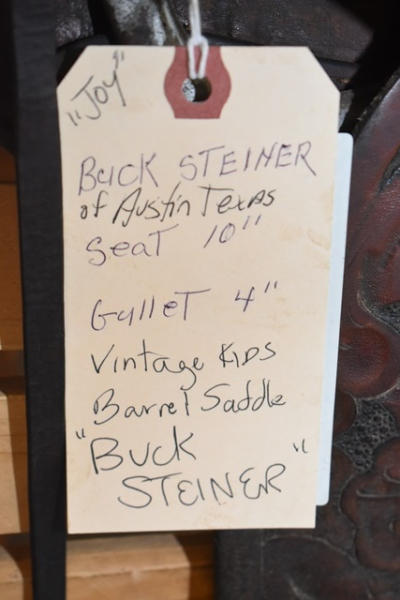 "Joy"
BUCK STEINER
of Austin Texas
Seat 10"
Gullet 4"
Vintage KIDS
Barrel Saddle
"BUCK
STEINER"